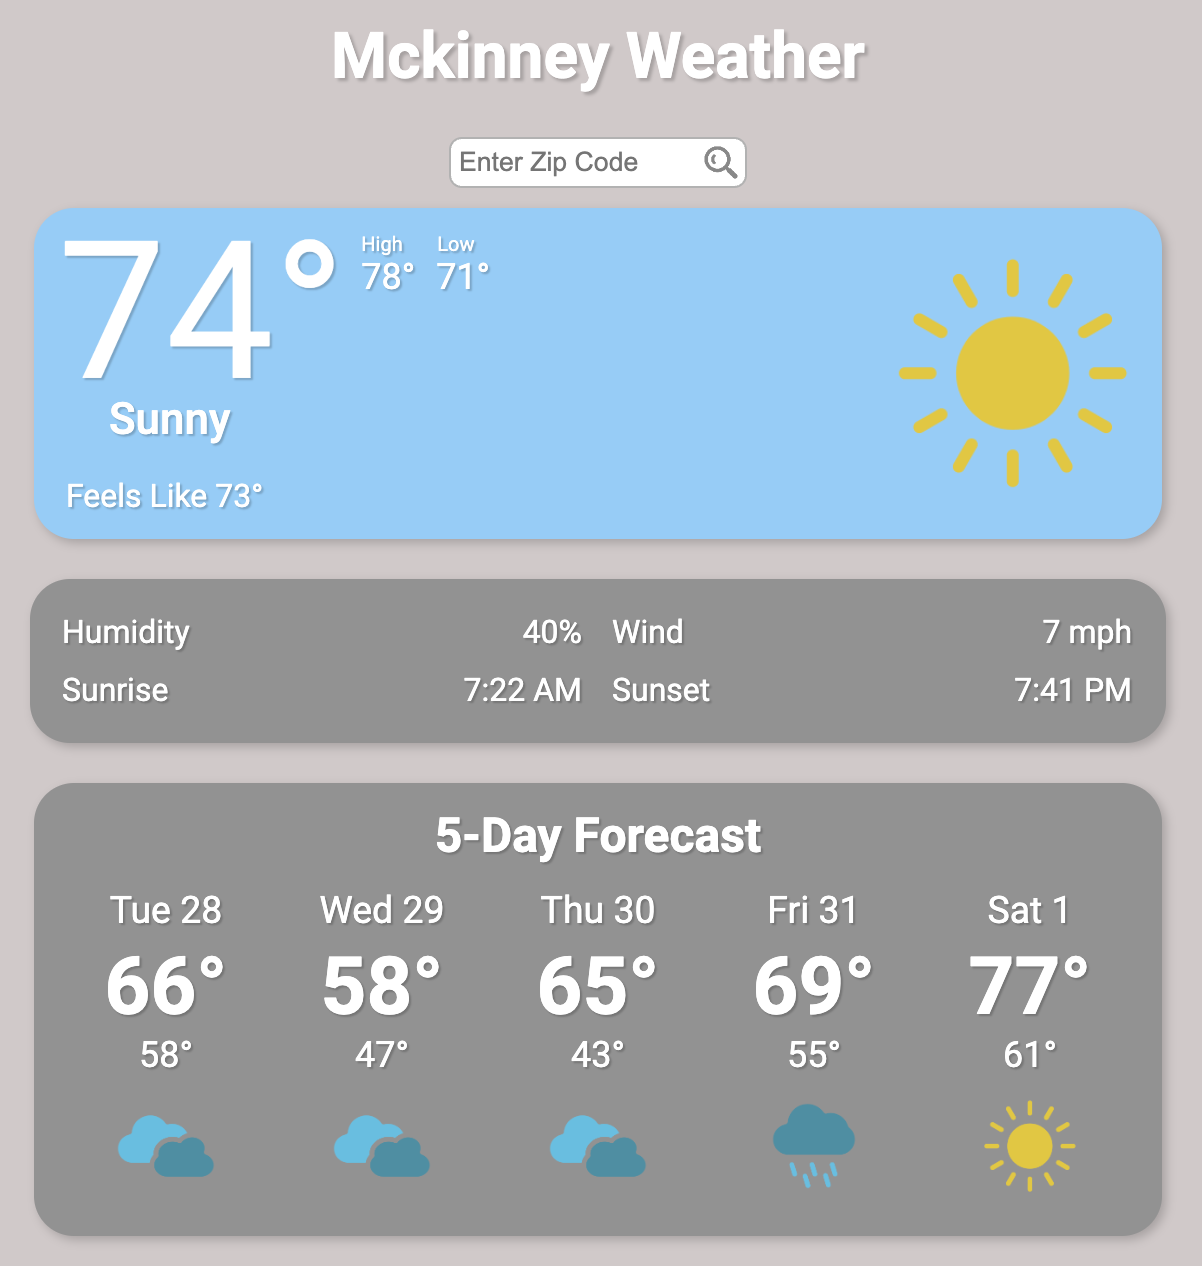 Mckinney Weather
Enter Zip Code
74°
High Low
78° 71°
Sunny
Feels Like 73°
Humidity 40% Wind 7 mph
Sunrise 7:22 AM Sunset 7:41 PM
5-Day Forecast
Tue 28 Wed 29 Thu 30 Fri 31 Sat 1
66° 58° 65° 69° 77°
58° 47° 43° 55° 61°